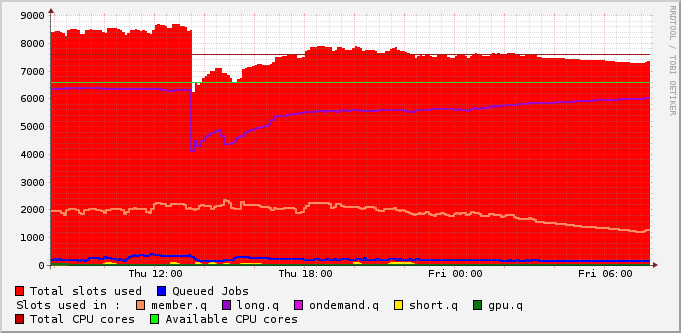 9000
8000
7000
6000
5000
4000
3000
2000
1000
0
Thu 12:00 Thu 18:00 Fri 00:00 Fri 06:00
Total slots used Queued Jobs
Slots used in : member.q long.q ondemand.q short.q gpu.q
Total CPU cores Available CPU cores
RRDTOOL / TOBI OETIKER